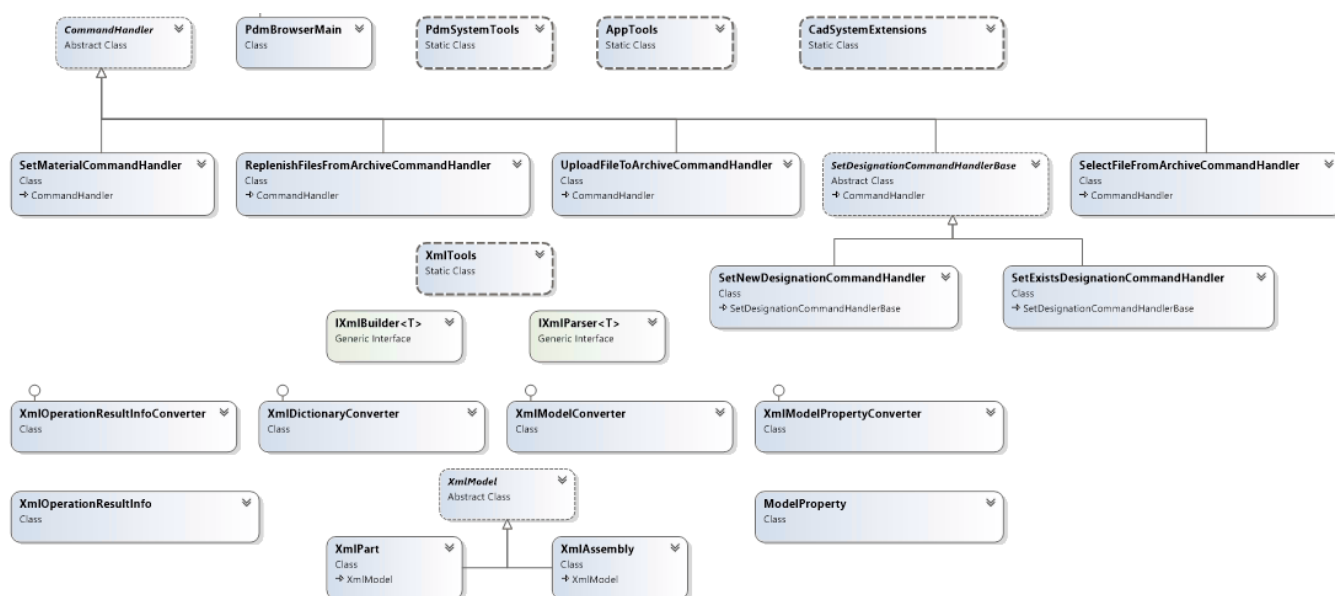 CommandHandler
Abstract Class
PdmBrowserMain
Class
PdmSystemTools
Static Class
AppTools
Static Class
CadSystemExtensions
Static Class
SetMaterialCommandHandler
Class
CommandHandler
ReplenishFilesFromArchiveCommandHandler
Class
CommandHandler
UploadFileToArchiveCommandHandler
Class
CommandHandler
SetDesignationCommandHandlerBase
Abstract Class
CommandHandler
SelectFileFromArchiveCommandHandler
Class
CommandHandler
XmlTools
Static Class
SetNewDesignationCommandHandler
Class
SetDesignationCommandHandlerBase
SetExistsDesignationCommandHandler
Class
SetDesignationCommandHandlerBase
IXmlBuilder<T>
Generic Interface
IXmlParser<T>
Generic Interface
XmlOperationResultInfoConverter
Class
XmlDictionaryConverter
Class
XmlModelConverter
Class
XmlModelPropertyConverter
Class
XmlModel
Abstract Class
XmlOperationResultInfo
Class
ModelProperty
Class
XmlPart
Class
XmlModel
XmlAssembly
Class
XmlModel